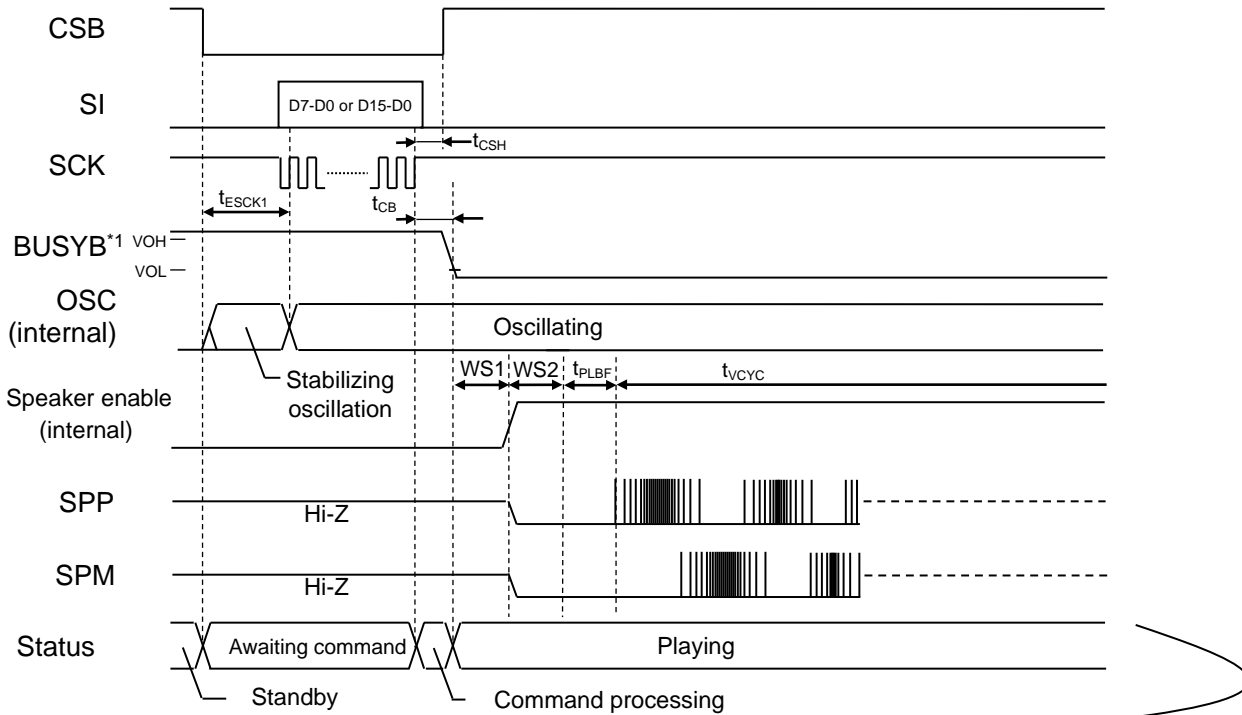 CSB
SI
D7-D0 or D15-D0
tCSH
SCK
tESCK1
tCB
BUSYB*1
VOH
VOL
OSC
(internal)
Oscillating
Stabilizing
oscillation
WS1 WS2 tPLBF tVCYC
Speaker enable
(internal)
SPP
Hi-Z
SPM
Hi-Z
Status
Awaiting command
Playing
Standby
Command processing